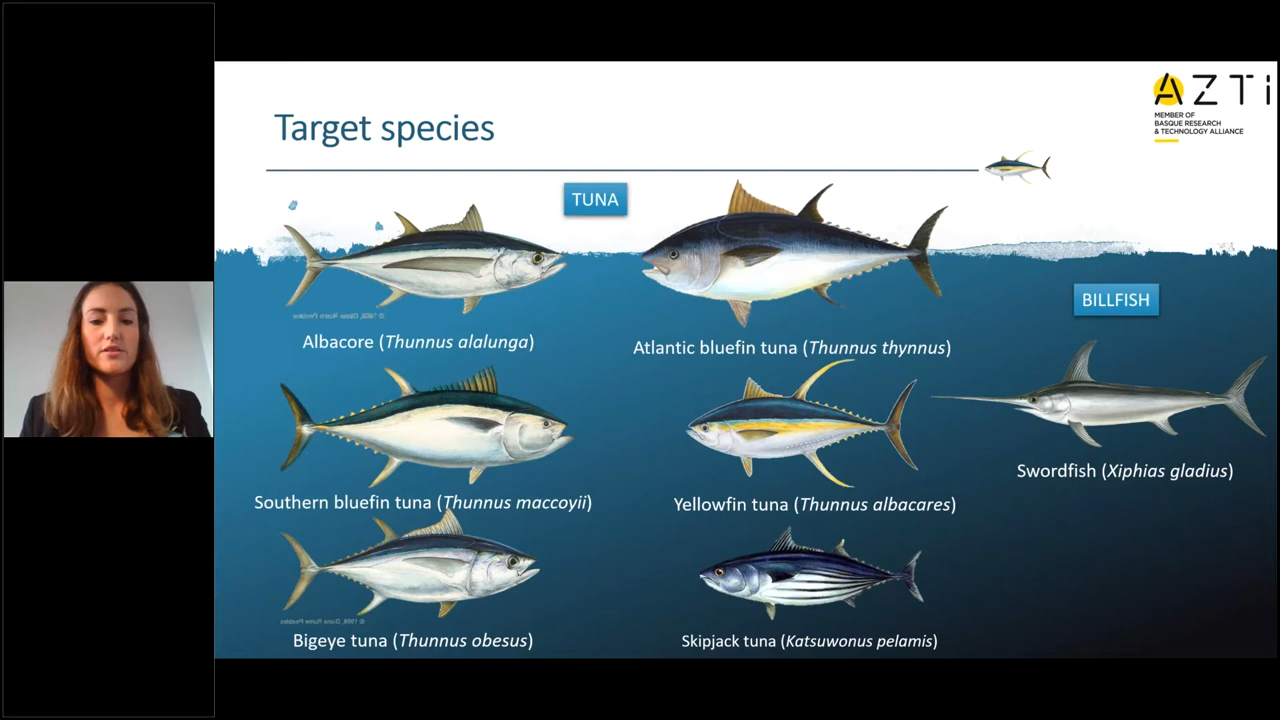 AZTi
MEMBER OF
BASQUE RESEARCH
& TECHNOLOGY ALLIANCE
Target species
TUNA
BILLFISH
Albacore (Thunnus alalunga)
Atlantic bluefin tuna (Thunnus thynnus)
Swordfish (Xiphias gladius)
Southern bluefin tuna (Thunnus maccoyii)
Yellowfin tuna (Thunnus albacares)
Bigeye tuna (Thunnus obesus)
Skipjack tuna (Katsuwonus pelamis)